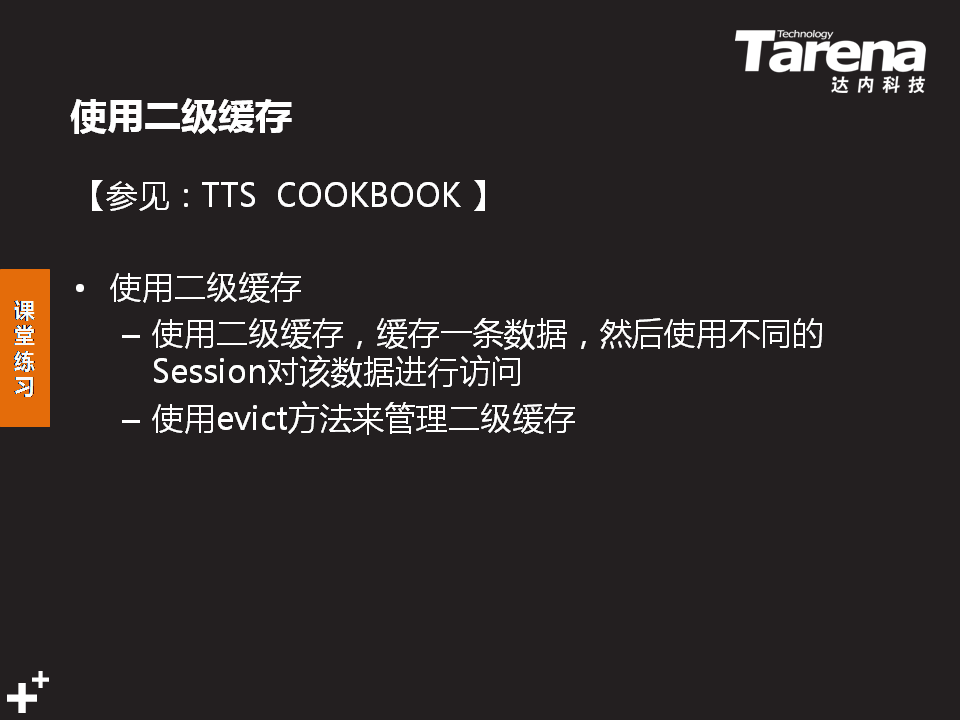 Technology
Tarena
达内科技
使用二级缓存
【参见：TTS COOKBOOK 】
• 使用二级缓存
– 使用二级缓存，缓存一条数据，然后使用不同的
Session对该数据进行访问
– 使用evict方法来管理二级缓存
课堂练习